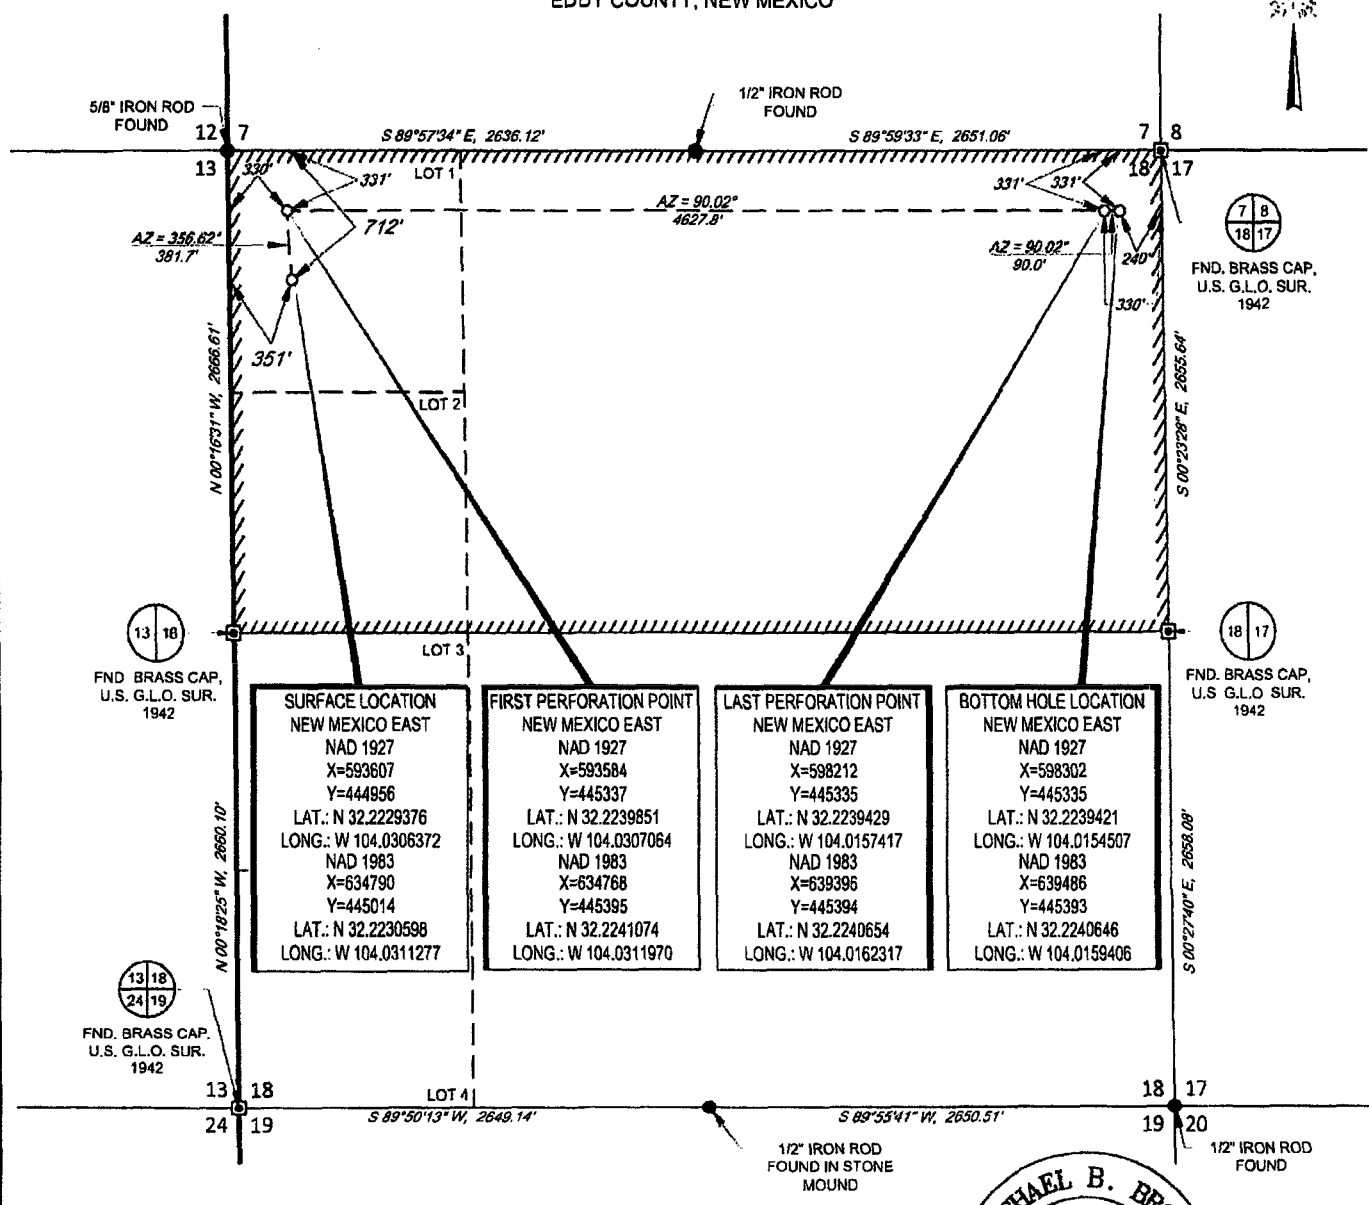 EDDY COUNTY, NEW MEXICO
5/8" IRON ROD
FOUND
1/2" IRON ROD
FOUND
12 7
13
S 89°57'34" E, 2636.12'
S 89°59'33" E, 2651.06'
7 8
18 17
LOT 1
330'
331'
712'
AZ = 356.62°
381.7'
351'
AZ = 90.02°
4627.8'
331'
331'
AZ = 90.02°
90.0'
240'
330'
7 8
18 17
FND. BRASS CAP,
U.S. G.L.O. SUR.
1942
N 00°16'31" W, 2666.61'
S 00°23'28" E, 2655.64'
LOT 2
13 18
FND BRASS CAP,
U.S. G.L.O. SUR.
1942
LOT 3
18 17
FND. BRASS CAP,
U.S G.L.O SUR.
1942
SURFACE LOCATION
NEW MEXICO EAST
NAD 1927
X=593607
Y=444956
LAT.: N 32.2229376
LONG.: W 104.0306372
NAD 1983
X=634790
Y=445014
LAT.: N 32.2230598
LONG.: W 104.0311277
FIRST PERFORATION POINT
NEW MEXICO EAST
NAD 1927
X=593584
Y=445337
LAT.: N 32.2239851
LONG.: W 104.0307064
NAD 1983
X=634768
Y=445395
LAT.: N 32.2241074
LONG.: W 104.0311970
LAST PERFORATION POINT
NEW MEXICO EAST
NAD 1927
X=598212
Y=445335
LAT.: N 32.2239429
LONG.: W 104.0157417
NAD 1983
X=639396
Y=445394
LAT.: N 32.2240654
LONG.: W 104.0162317
BOTTOM HOLE LOCATION
NEW MEXICO EAST
NAD 1927
X=598302
Y=445335
LAT.: N 32.2239421
LONG.: W 104.0154507
NAD 1983
X=639486
Y=445393
LAT.: N 32.2240646
LONG.: W 104.0159406
N 00°18'25" W, 2660.10'
S 00°27'40" E, 2658.08'
13 18
24 19
FND. BRASS CAP.
U.S. G.L.O. SUR.
1942
13 18
24 19
LOT 4
S 89°50'13" W, 2649.14'
S 89°55'41" W, 2650.51'
18 17
19 20
1/2" IRON ROD
FOUND IN STONE
MOUND
1/2" IRON ROD
FOUND
B.